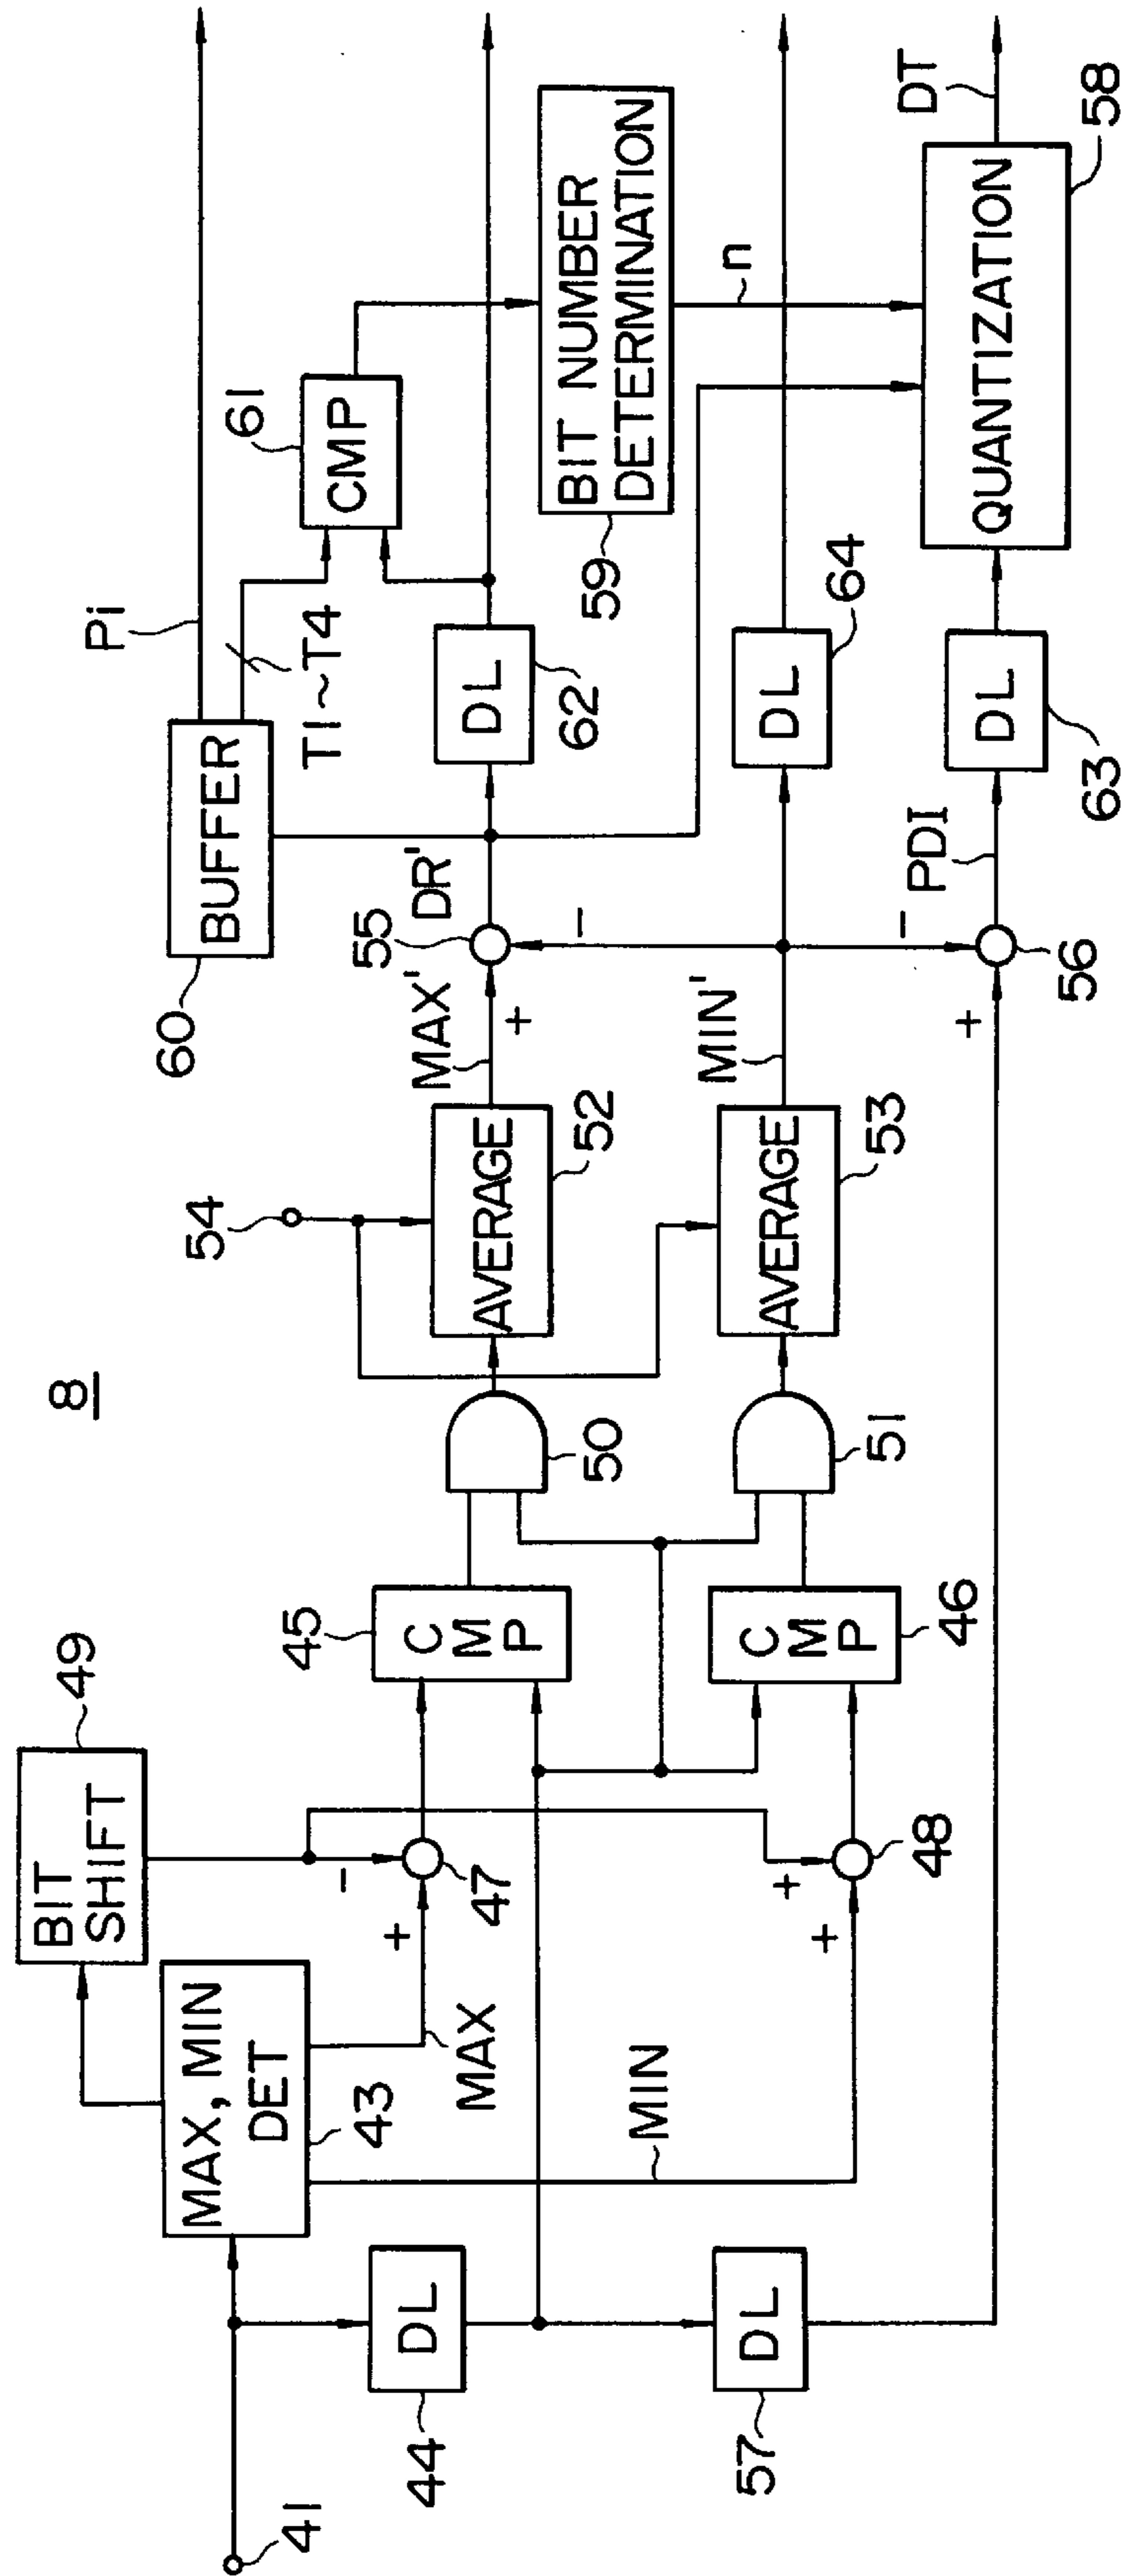 8
41
MAX, MIN
DET
43
BIT
SHIFT
49
DL
44
DL
57
MAX
MIN
+
-
47
+
+
48
CMP
45
CMP
46
50
51
54
AVERAGE
52
AVERAGE
53
MAX'
+
MIN'
+
55
-
DR'
-
56
PDI
BUFFER
60
Pi
T1~T4
CMP
61
DL
62
DL
64
DL
63
BIT NUMBER
DETERMINATION
59
n
QUANTIZATION
58
DT